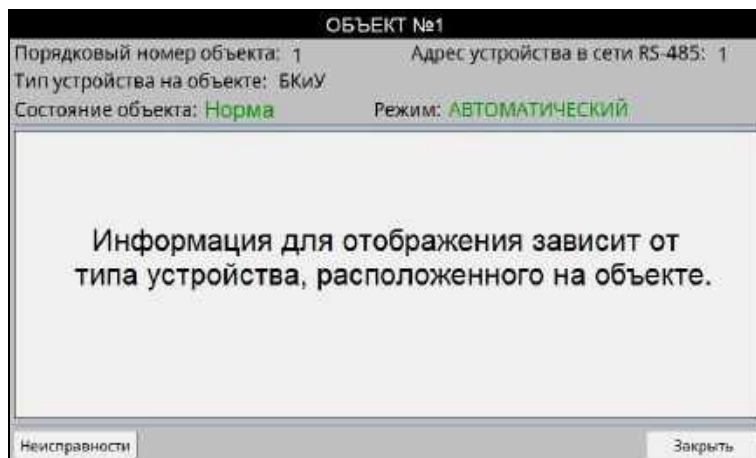 ОБЪЕКТ №1
Порядковый номер объекта: 1 Адрес устройства в сети RS-485: 1
Тип устройства на объекте: БКиУ
Состояние объекта: Норма Режим: АВТОМАТИЧЕСКИЙ
Информация для отображения зависит от
типа устройства, расположенного на объекте.
Неисправности Закрыть